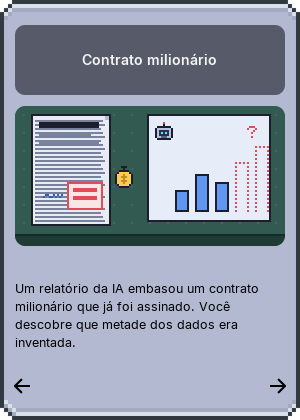 Contrato milionário
?
Um relatório da IA embasou um contrato
milionário que já foi assinado. Você
descobre que metade dos dados era
inventada.